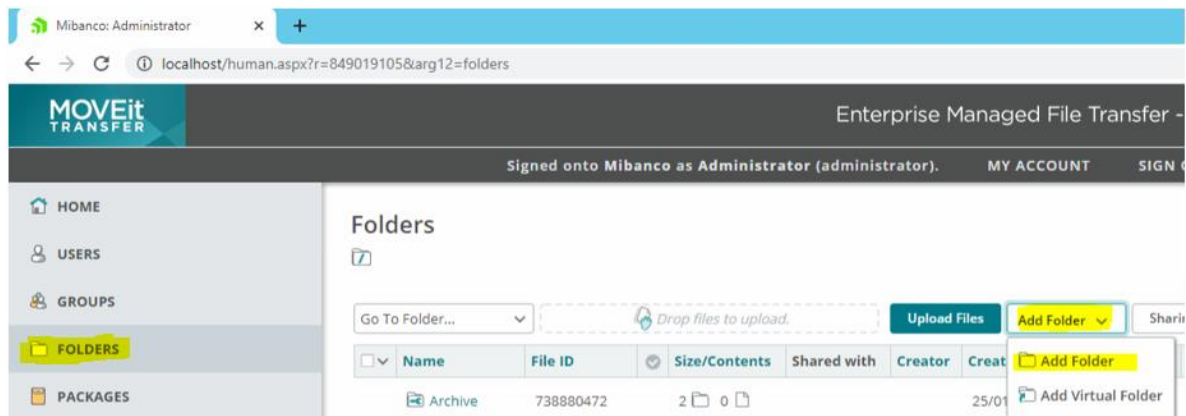 Mibanco: Administrator
localhost/human.aspx?r=849019105&arg12=folders
MOVEit
TRANSFER
Enterprise Managed File Transfer -
Signed onto Mibanco as Administrator (administrator). MY ACCOUNT SIGN
HOME
USERS
GROUPS
FOLDERS
PACKAGES
Folders
Go To Folder... Drop files to upload. Upload Files Add Folder Sharin
Name File ID Size/Contents Shared with Creator Creat
Add Folder
Archive 738880472 2 0 25/01
Add Virtual Folder